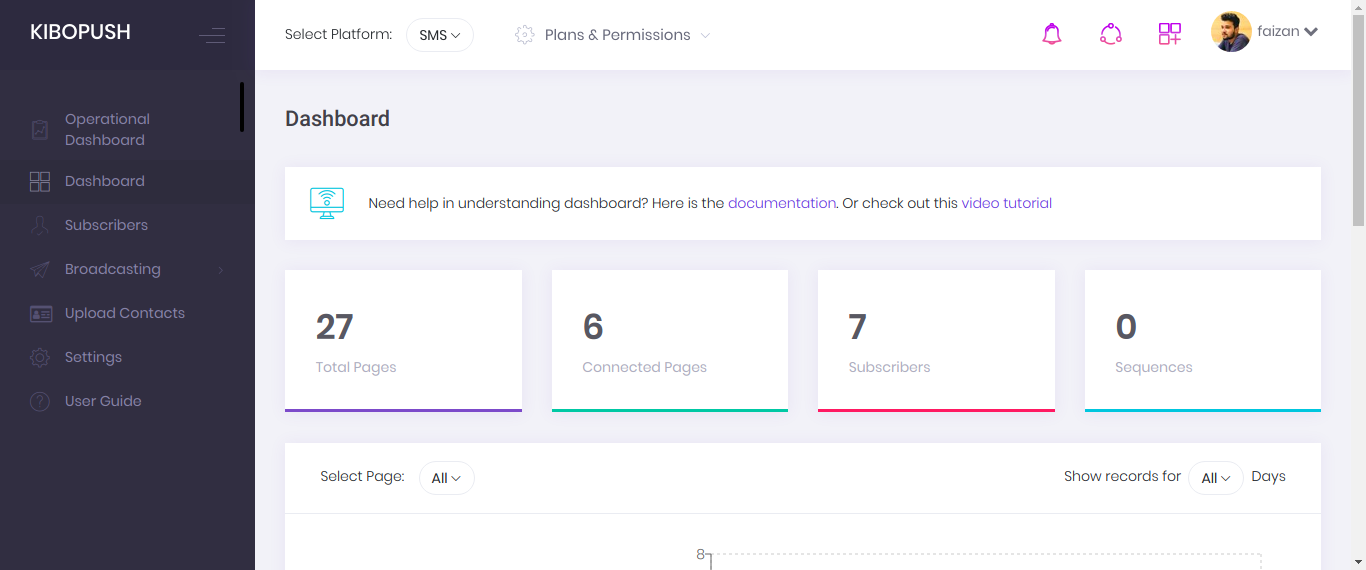 KIBOPUSH
Select Platform: SMS Plans & Permissions faizan
Operational
Dashboard
Dashboard
Subscribers
Broadcasting
Upload Contacts
Settings
User Guide
Dashboard
Need help in understanding dashboard? Here is the documentation. Or check out this video tutorial
27
Total Pages
6
Connected Pages
7
Subscribers
0
Sequences
Select Page: All Show records for All Days
8